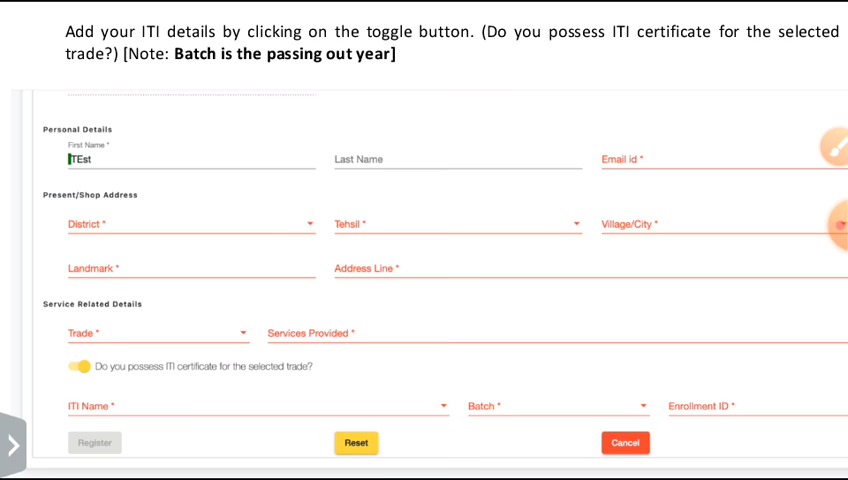 Add your ITI details by clicking on the toggle button. (Do you possess ITI certificate for the selected
trade?) [Note: Batch is the passing out year]
Personal Details
First Name *
TEst
Last Name
Email id *
Present/Shop Address
District *
Tehsil *
Village/City *
Landmark *
Address Line *
Service Related Details
Trade *
Services Provided *
Do you possess ITI certificate for the selected trade?
ITI Name *
Batch *
Enrollment ID *
Register
Reset
Cancel